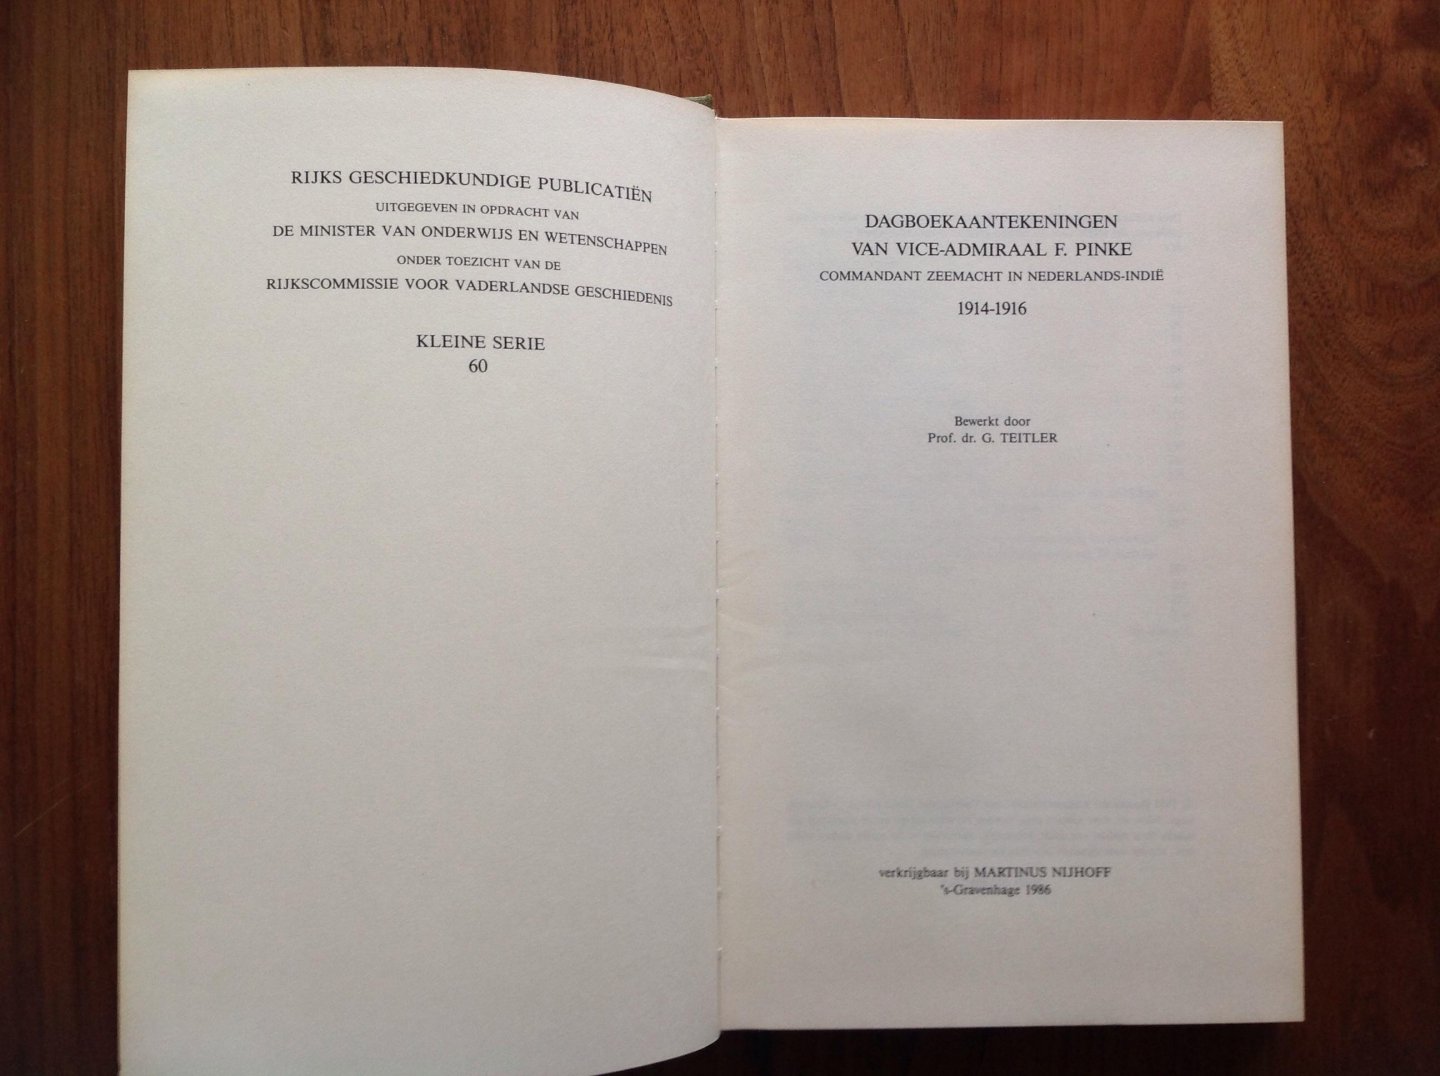 RIJKS GESCHIEDKUNDIGE PUBLICATIËN
UITGEGEVEN IN OPDRACHT VAN
DE MINISTER VAN ONDERWIJS EN WETENSCHAPPEN
ONDER TOEZICHT VAN DE
RIJKSCOMMISSIE VOOR VADERLANDSE GESCHIEDENIS
KLEINE SERIE
60
DAGBOEKAANTEKENINGEN
VAN VICE-ADMIRAAL F. PINKE
COMMANDANT ZEEMACHT IN NEDERLANDS-INDIË
1914-1916
Bewerkt door
Prof. dr. G. TEITLER
verkrijgbaar bij MARTINUS NIJHOFF
's-Gravenhage 1986